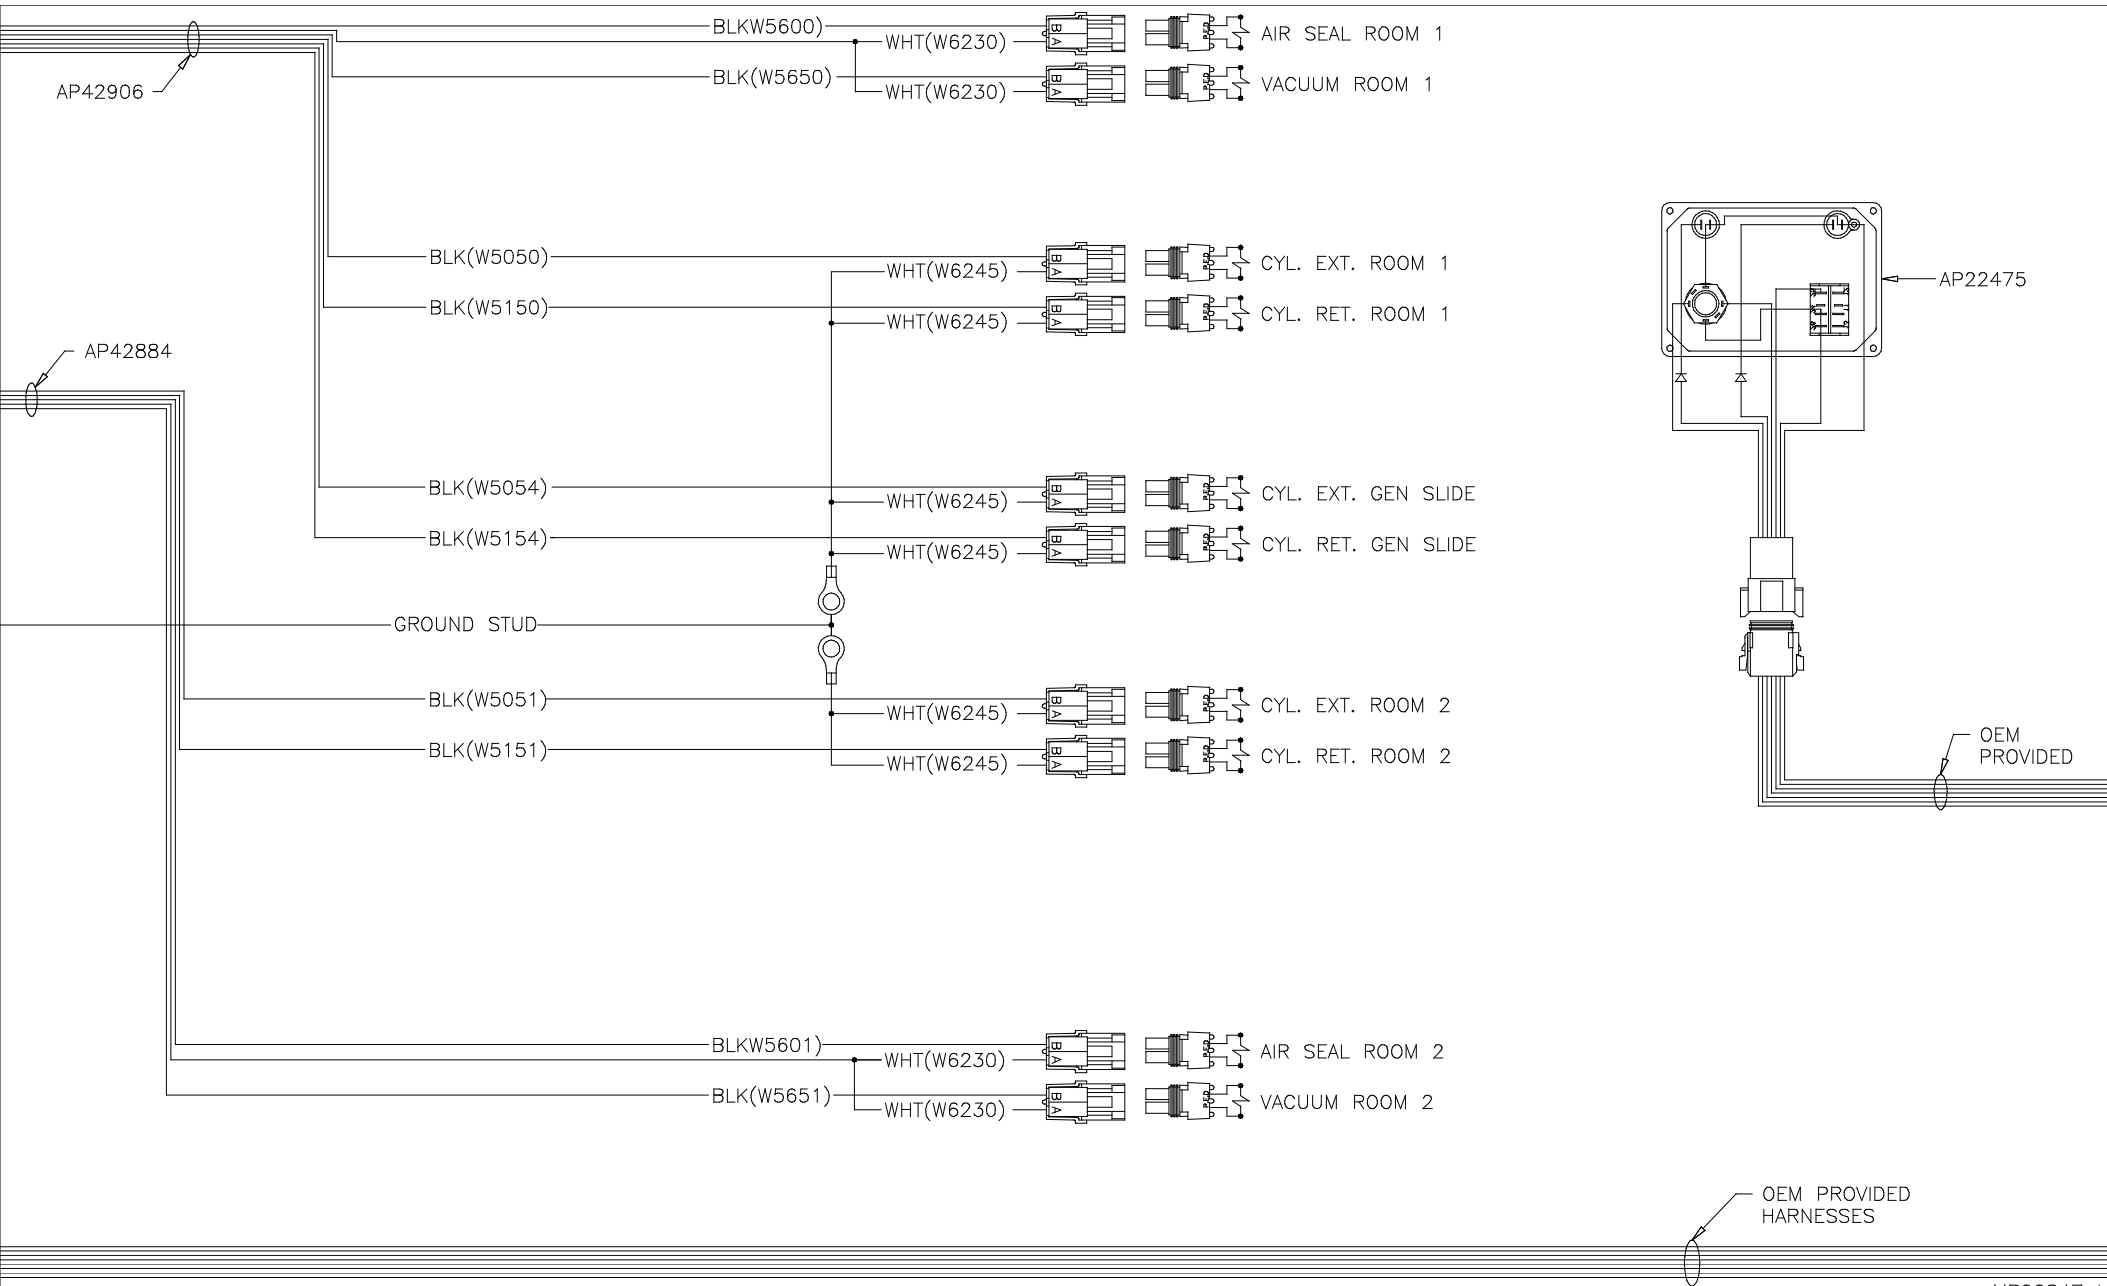 BLKW5600)
WHT(W6230)
B
A
P.E.D
AIR SEAL ROOM 1
AP42906
BLK(W5650)
WHT(W6230)
B
A
P.E.D
VACUUM ROOM 1
BLK(W5050)
WHT(W6245)
B
A
P.E.D
CYL. EXT. ROOM 1
AP22475
BLK(W5150)
WHT(W6245)
B
A
P.E.D
CYL. RET. ROOM 1
AP42884
BLK(W5054)
WHT(W6245)
B
A
P.E.D
CYL. EXT. GEN SLIDE
BLK(W5154)
WHT(W6245)
B
A
P.E.D
CYL. RET. GEN SLIDE
GROUND STUD
BLK(W5051)
WHT(W6245)
B
A
P.E.D
CYL. EXT. ROOM 2
BLK(W5151)
WHT(W6245)
B
A
P.E.D
CYL. RET. ROOM 2
OEM
PROVIDED
BLKW5601)
WHT(W6230)
B
A
P.E.D
AIR SEAL ROOM 2
BLK(W5651)
WHT(W6230)
B
A
P.E.D
VACUUM ROOM 2
OEM PROVIDED
HARNESSES